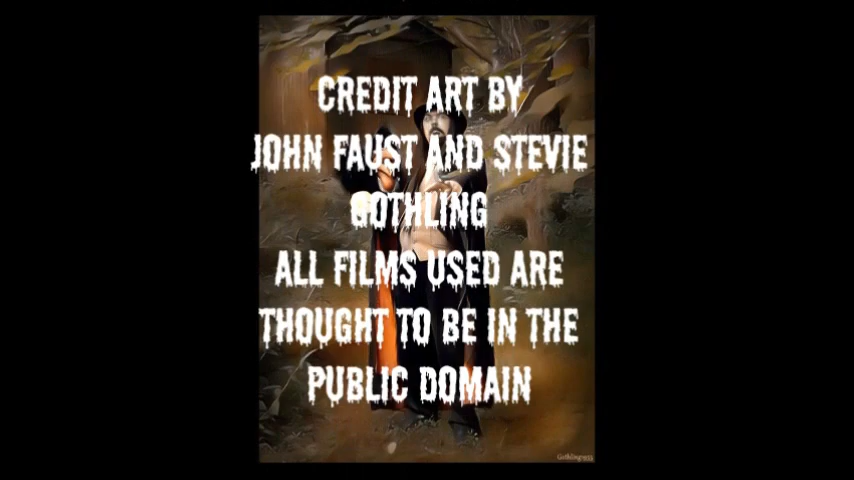 CREDIT ART BY
JOHN FAUST AND STEVIE
GOTHLING
ALL FILMS USED ARE
THOUGHT TO BE IN THE
PUBLIC DOMAIN